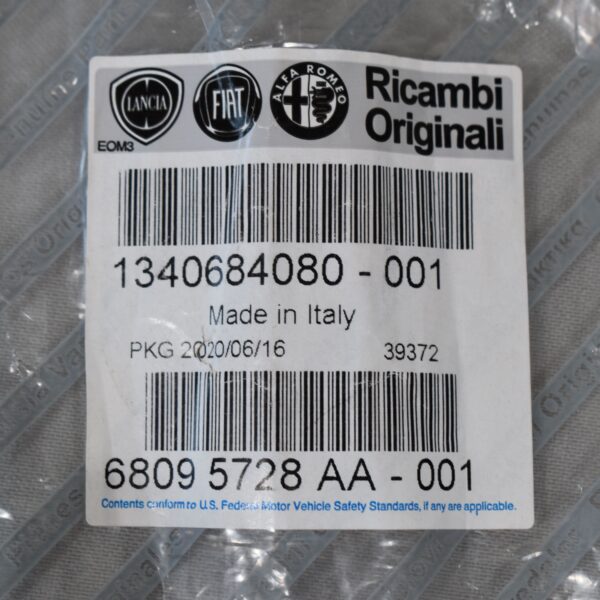 LANCIA
FIAT
ALFA ROMEO
Ricambi
Originali
EOM3
1340684080 - 001
Made in Italy
PKG 2020/06/16 39372
6809 5728 AA - 001
Contents conform to U.S. Federal Motor Vehicle Safety Standards, if any are applicable.